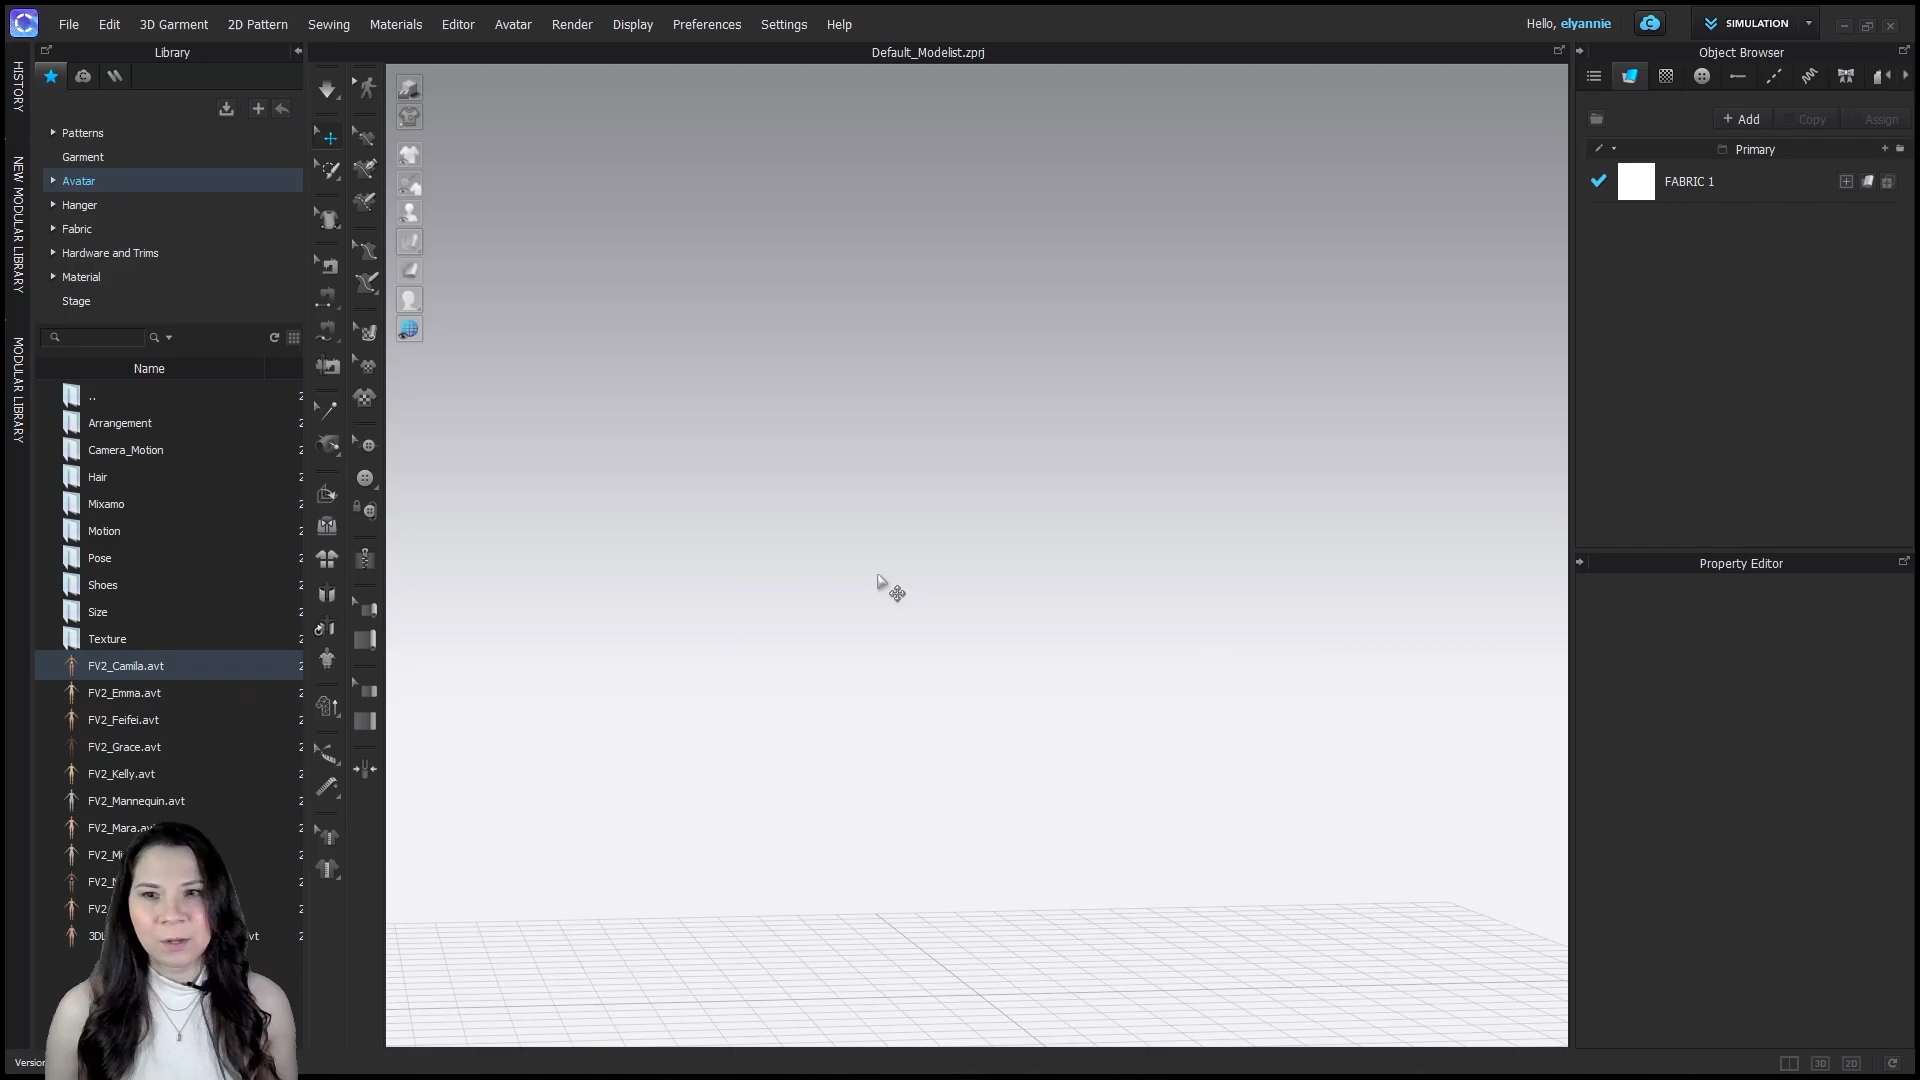 File Edit 3D Garment 2D Pattern Sewing Materials Editor Avatar Render Display Preferences Settings Help
Hello, elyannie
SIMULATION
Library
Default_Modelist.zprj
Object Browser
HISTORY
NEW MODULAR LIBRARY
MODULAR LIBRARY
Patterns
Garment
Avatar
Hanger
Fabric
Hardware and Trims
Material
Stage
Name
..
Arrangement
Camera_Motion
Hair
Mixamo
Motion
Pose
Shoes
Size
Texture
FV2_Camila.avt
FV2_Emma.avt
FV2_Feifei.avt
FV2_Grace.avt
FV2_Kelly.avt
FV2_Mannequin.avt
+ Add Copy Assign
Primary
FABRIC 1
Property Editor
3D 2D